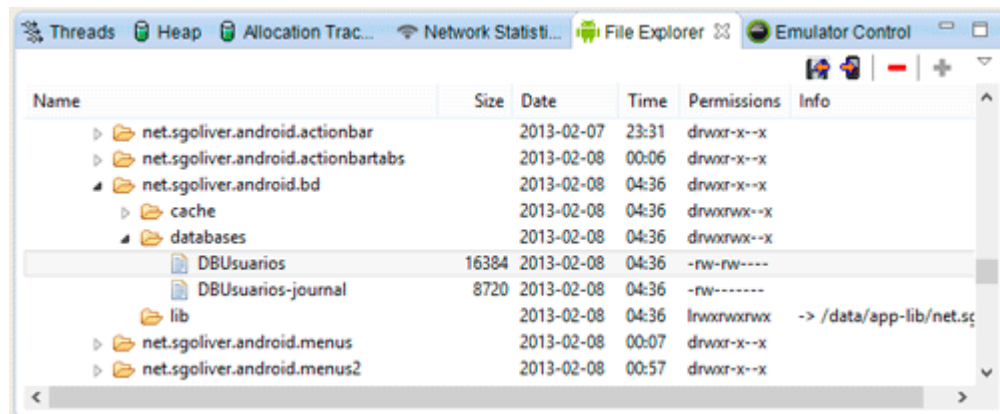 Threads Heap Allocation Trac... Network Statisti... File Explorer Emulator Control
Name Size Date Time Permissions Info
net.sgoliver.android.actionbar 2013-02-07 23:31 drwxr-x--x
net.sgoliver.android.actionbartabs 2013-02-08 00:06 drwxr-x--x
net.sgoliver.android.bd 2013-02-08 04:36 drwxr-x--x
cache 2013-02-08 04:36 drwxrwx--x
databases 2013-02-08 04:36 drwxrwx--x
DBUsuarios 16384 2013-02-08 04:36 -rw-rw----
DBUsuarios-journal 8720 2013-02-08 04:36 -rw-------
lib 2013-02-08 04:36 lrwxrwxrwx -> /data/app-lib/net.sg
net.sgoliver.android.menus 2013-02-08 00:07 drwxr-x--x
net.sgoliver.android.menus2 2013-02-08 00:57 drwxr-x--x